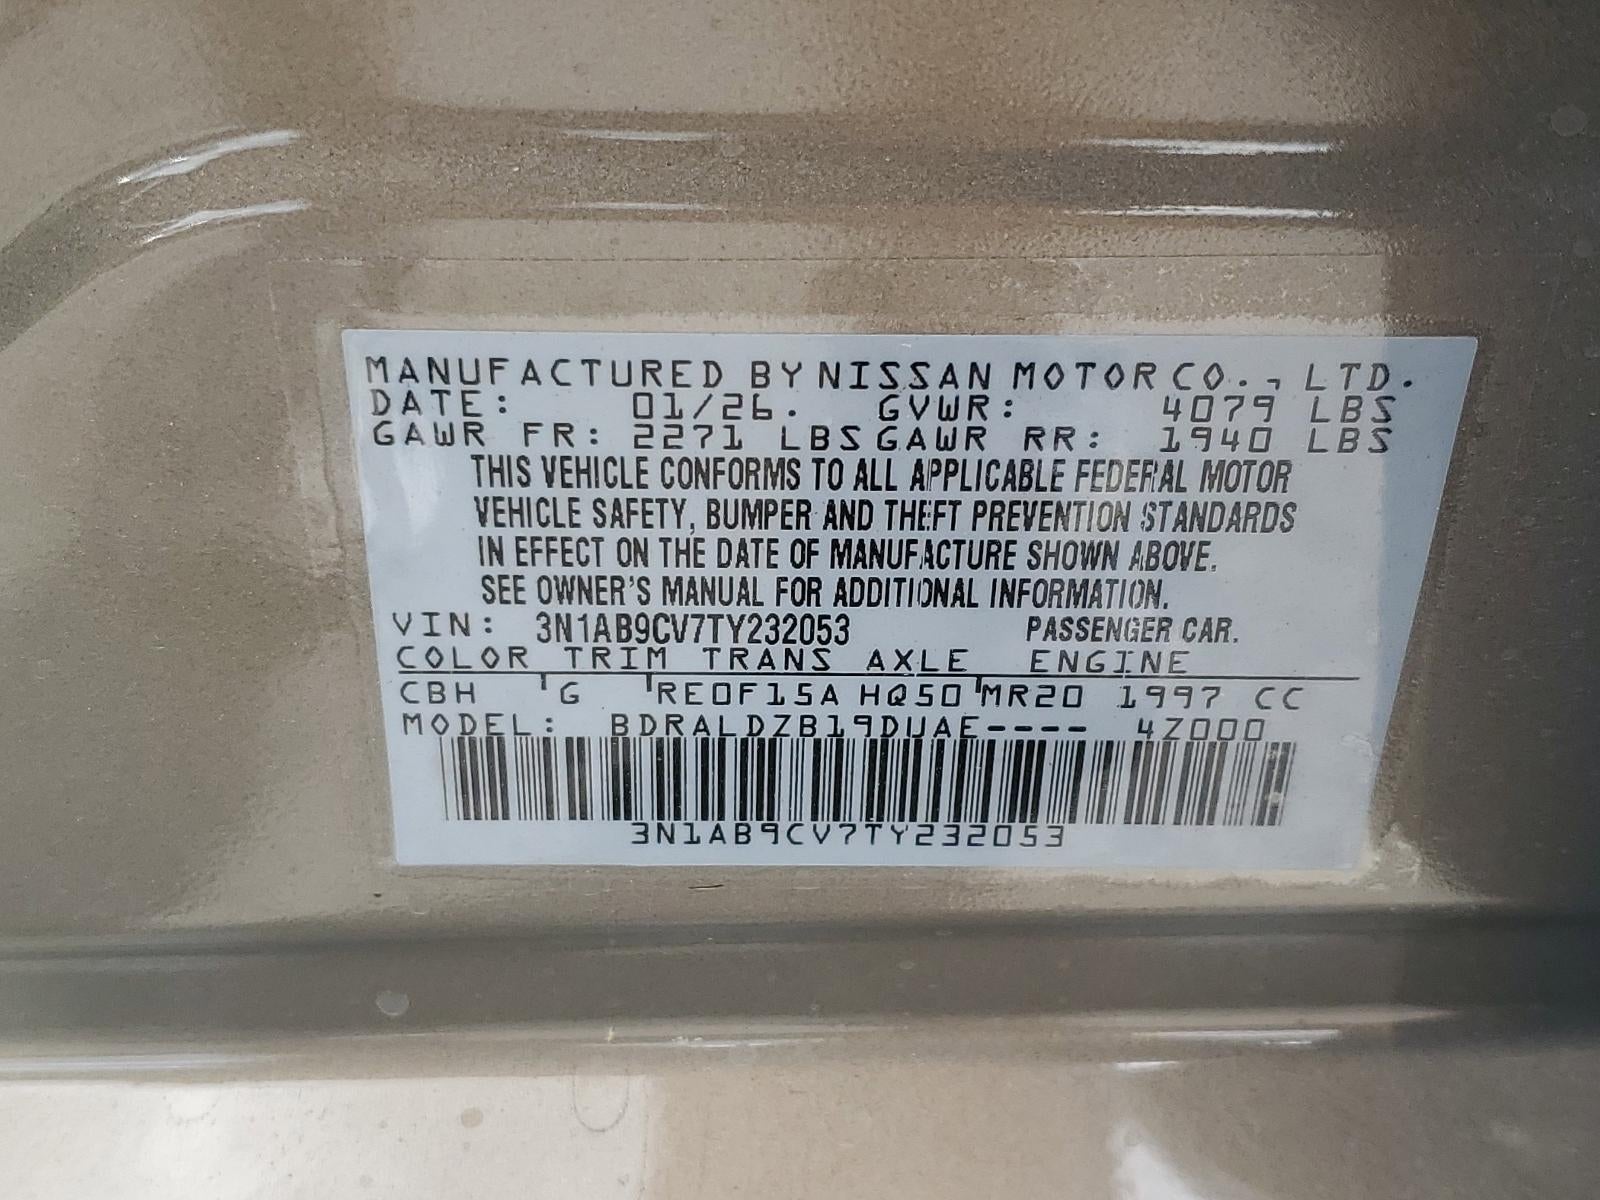 MANUFACTURED BY NISSAN MOTOR CO., LTD.
DATE: 01/26. GVWR: 4079 LBS
GAWR FR: 2271 LBS GAWR RR: 1940 LBS
THIS VEHICLE CONFORMS TO ALL APPLICABLE FEDERAL MOTOR
VEHICLE SAFETY, BUMPER AND THEFT PREVENTION STANDARDS
IN EFFECT ON THE DATE OF MANUFACTURE SHOWN ABOVE.
SEE OWNER'S MANUAL FOR ADDITIONAL INFORMATION.
VIN: 3N1AB9CV7TY232053 PASSENGER CAR.
COLOR TRIM TRANS AXLE ENGINE
CBH G RE0F15A HQ50 MR20 1997 CC
MODEL: BDRALDZB19DUAE---- 4Z000
3N1AB9CV7TY232053